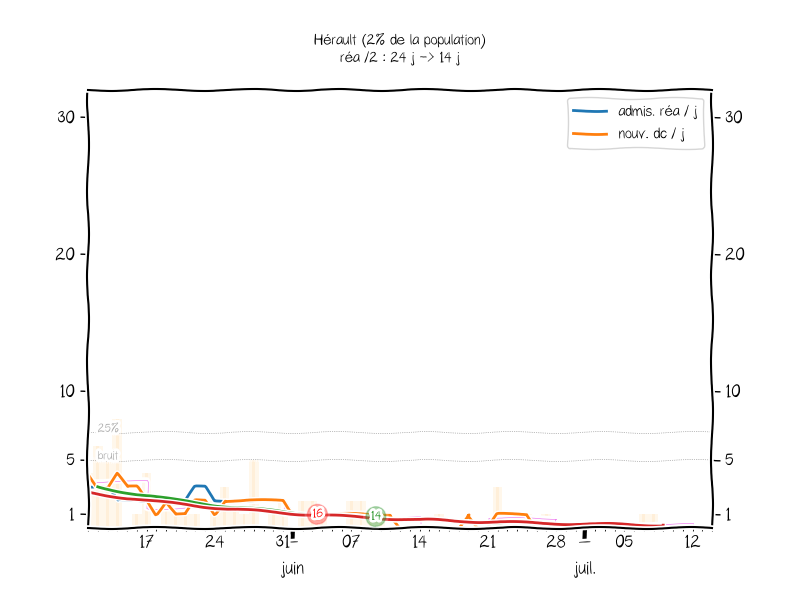 Hérault (2% de la population)
réa /2 : 24 j -> 14 j
admis. réa / j
nouv. dc / j
30
30
20
20
10
10
25%
bruit
5
5
16
14
1
1
17 24 31 07 14 21 28 05 12
juin juil.